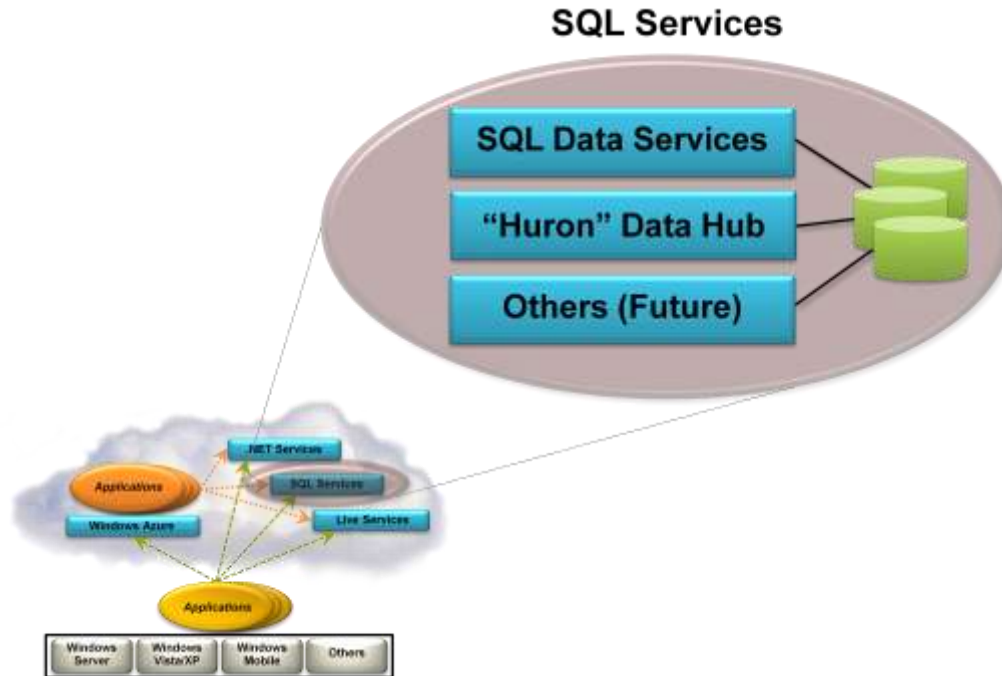 SQL Services
SQL Data Services
“Huron” Data Hub
Others (Future)
.NET Services
Applications
SQL Services
Windows Azure
Live Services
Applications
Windows
Server
Windows
Vista/XP
Windows
Mobile
Others